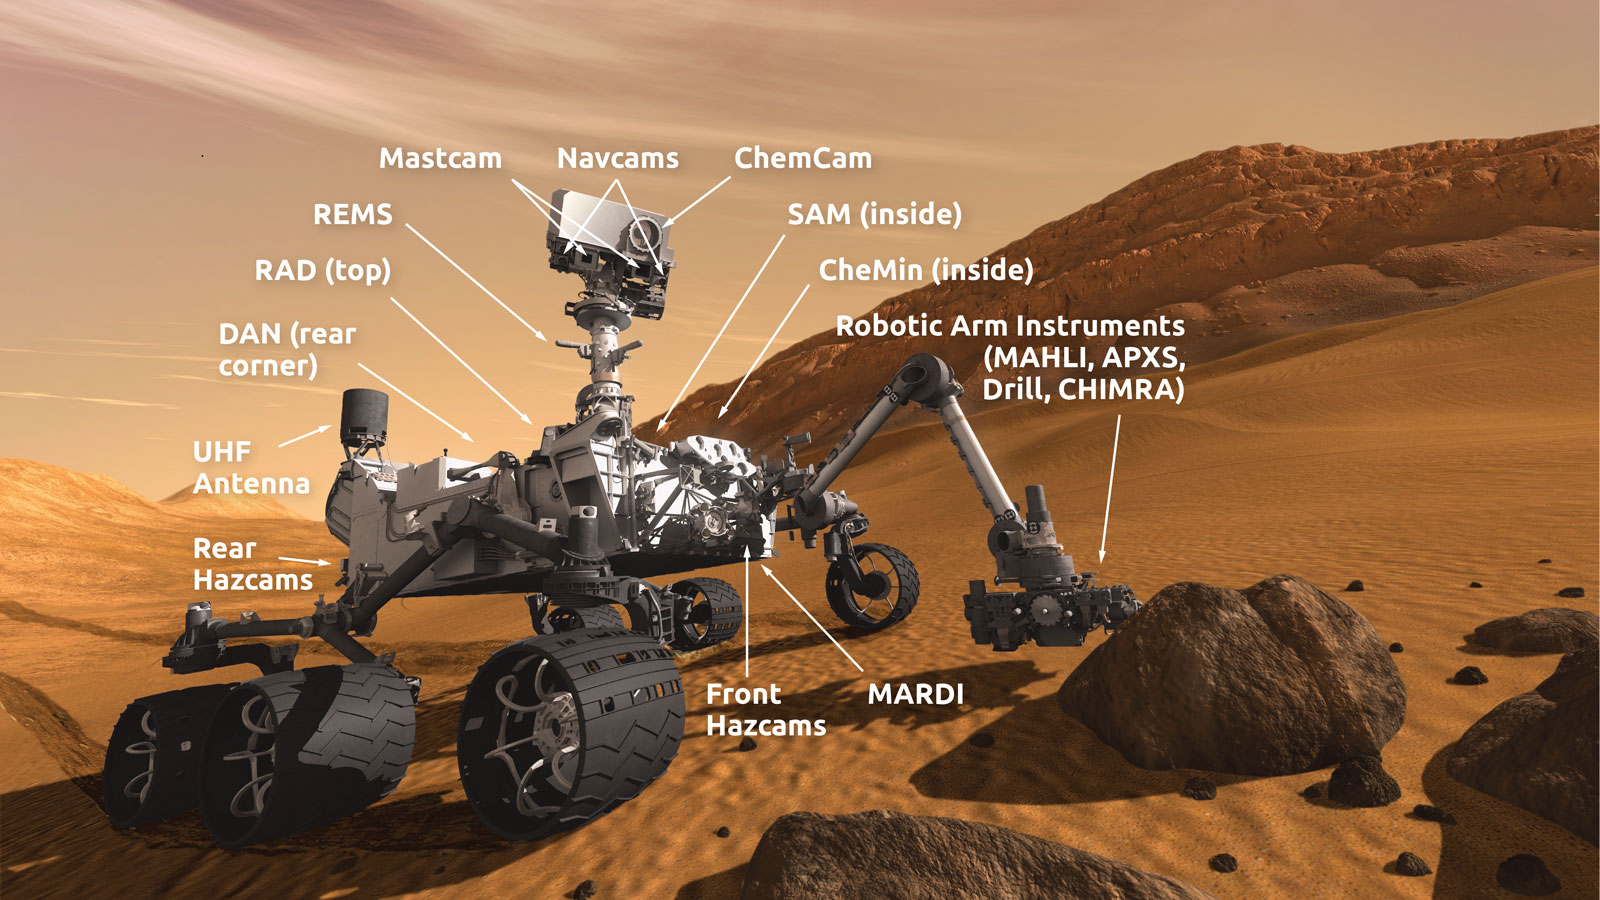 Mastcam
Navcams
ChemCam
REMS
SAM (inside)
RAD (top)
CheMin (inside)
DAN (rear
corner)
Robotic Arm Instruments
(MAHLI, APXS,
Drill, CHIMRA)
UHF
Antenna
Rear
Hazcams
Front
Hazcams
MARDI